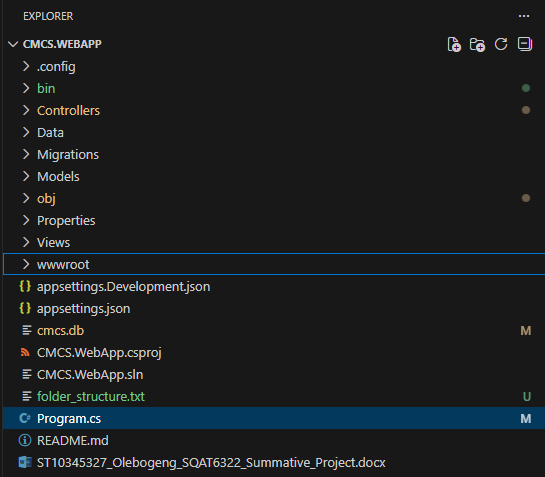 EXPLORER
CMCS.WEBAPP
.config
bin
Controllers
Data
Migrations
Models
obj
Properties
Views
wwwroot
appsettings.Development.json
appsettings.json
cmcs.db M
CMCS.WebApp.csproj
CMCS.WebApp.sln
folder_structure.txt U
Program.cs M
README.md
ST10345327_Olebogeng_SQAT6322_Summative_Project.docx